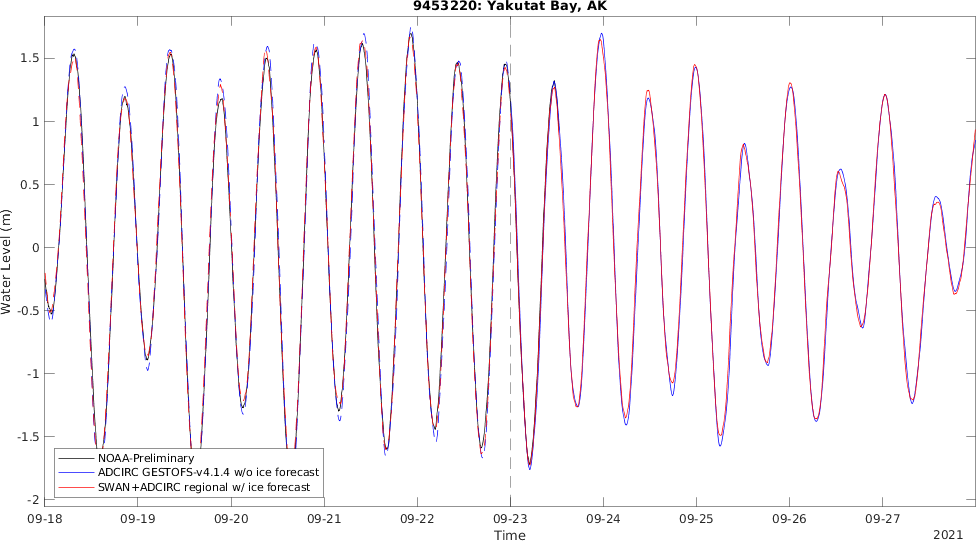 9453220: Yakutat Bay, AK
Water Level (m)
1.5
1
0.5
0
-0.5
-1
-1.5
-2
NOAA-Preliminary
ADCIRC GESTOFS-v4.1.4 w/o ice forecast
SWAN+ADCIRC regional w/ ice forecast
09-18 09-19 09-20 09-21 09-22 09-23 09-24 09-25 09-26 09-27
Time
2021